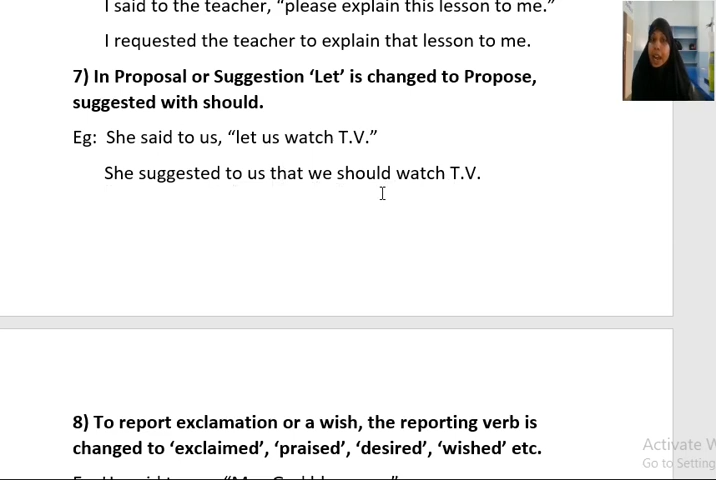 I said to the teacher, “please explain this lesson to me.”
I requested the teacher to explain that lesson to me.
7) In Proposal or Suggestion ‘Let’ is changed to Propose,
suggested with should.
Eg: She said to us, “let us watch T.V.”
She suggested to us that we should watch T.V.
8) To report exclamation or a wish, the reporting verb is
changed to ‘exclaimed’, ‘praised’, ‘desired’, ‘wished’ etc.
Activate W
Go to Setting